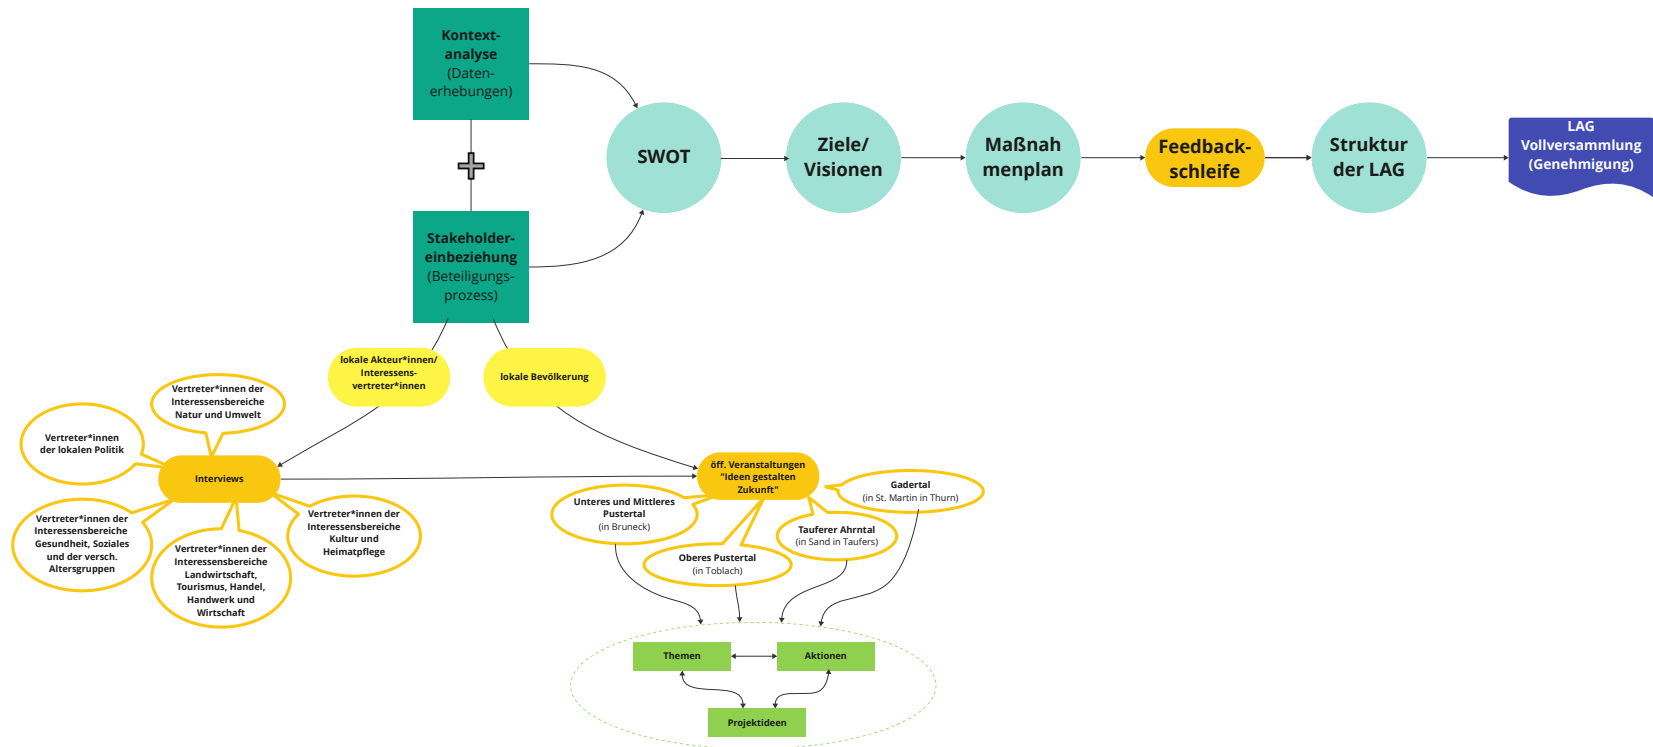 Kontext-
analyse
(Daten-
erhebungen)
SWOT
Ziele/
Visionen
Maßnah
menplan
Feedback-
schleife
Struktur
der LAG
LAG
Vollversammlung
(Genehmigung)
Stakeholder-
einbeziehung
(Beteiligungs-
prozess)
lokale Akteur*innen/
Interessens-
vertreter*innen
lokale Bevölkerung
Vertreter*innen der
Interessensbereiche
Natur und Umwelt
Vertreter*innen
der lokalen Politik
Interviews
Vertreter*innen der
Interessensbereiche
Gesundheit, Soziales
und der versch.
Altersgruppen
Vertreter*innen der
Interessensbereiche
Landwirtschaft,
Tourismus, Handel,
Handwerk und
Wirtschaft
Vertreter*innen der
Interessensbereiche
Kultur und
Heimatpflege
öff. Veranstaltungen
"Ideen gestalten
Zukunft"
Unteres und Mittleres
Pustertal
(in Bruneck)
Oberes Pustertal
(in Toblach)
Tauferer Ahrntal
(in Sand in Taufers)
Gadertal
(in St. Martin in Thurn)
Themen
Aktionen
Projektideen